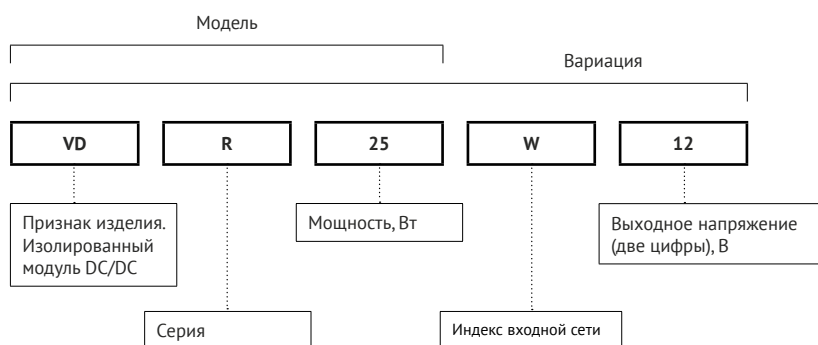 Модель
Вариация
VD
R
25
W
12
Признак изделия.
Изолированный
модуль DC/DC
Мощность, Вт
Выходное напряжение
(две цифры), В
Серия
Индекс входной сети